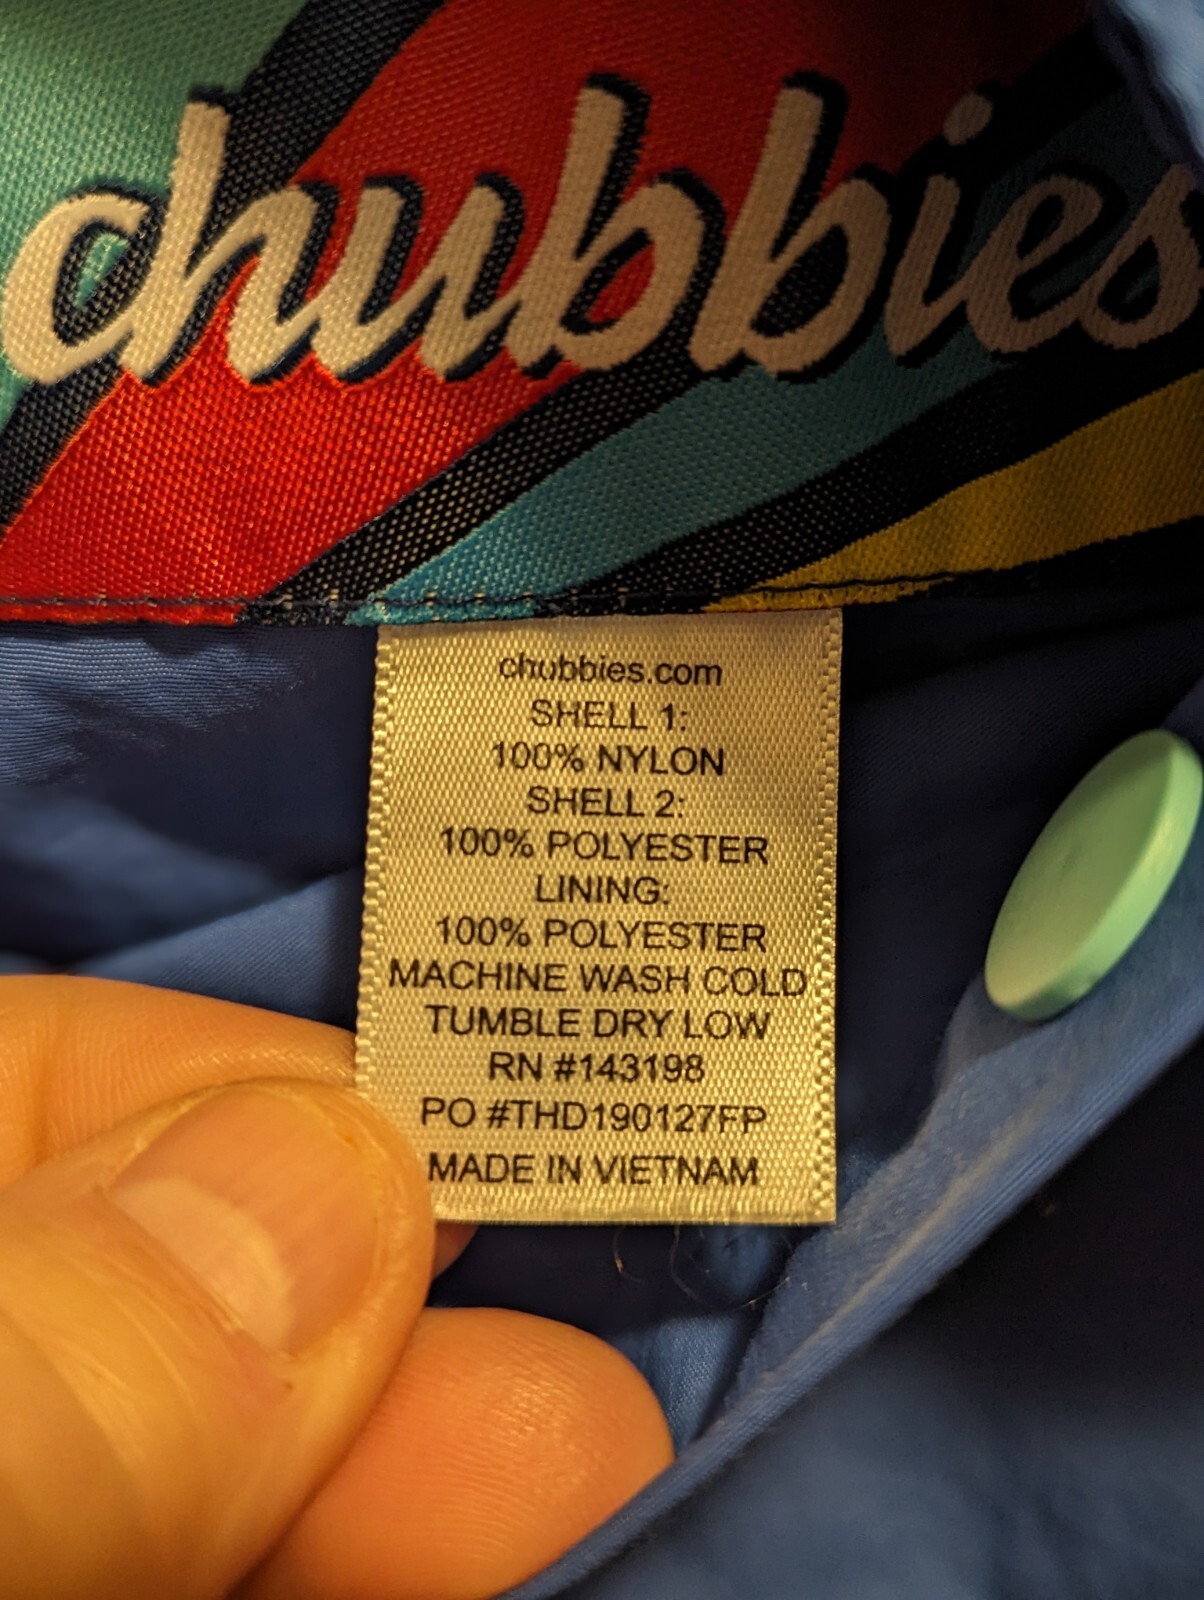 chubbies
chubbies.com
SHELL 1:
100% NYLON
SHELL 2:
100% POLYESTER
LINING:
100% POLYESTER
MACHINE WASH COLD
TUMBLE DRY LOW
RN #143198
PO #THD190127FP
MADE IN VIETNAM